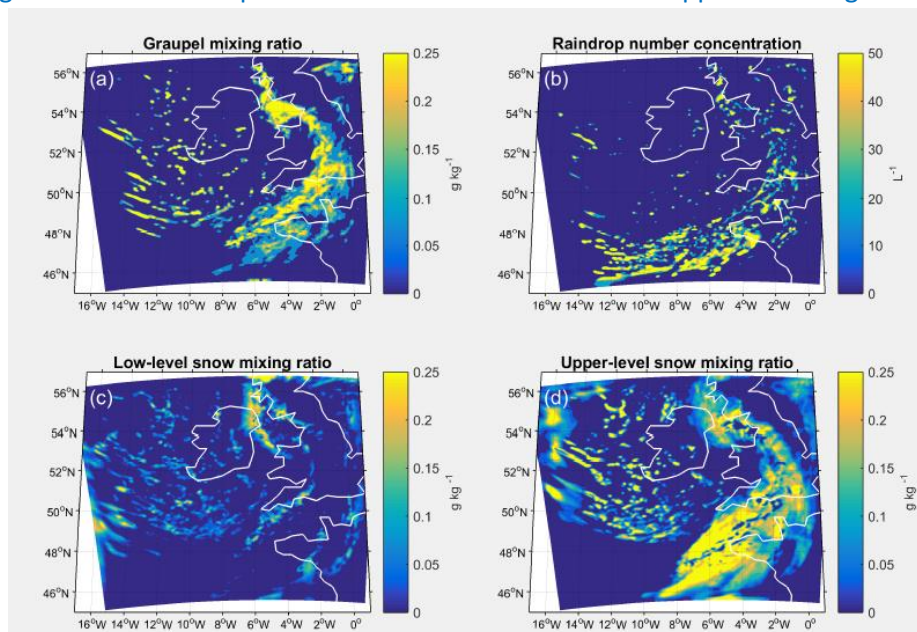 Graupel mixing ratio
(a)
56°N
54°N
52°N
50°N
48°N
46°N
16°W 14°W 12°W 10°W 8°W 6°W 4°W 2°W 0°
0.25
0.2
0.15
0.1
0.05
0
g kg -1
Raindrop number concentration
(b)
56°N
54°N
52°N
50°N
48°N
46°N
16°W 14°W 12°W 10°W 8°W 6°W 4°W 2°W 0°
50
40
30
20
10
0
L-1
Low-level snow mixing ratio
(c)
56°N
54°N
52°N
50°N
48°N
46°N
16°W 14°W 12°W 10°W 8°W 6°W 4°W 2°W 0°
0.25
0.2
0.15
0.1
0.05
0
g kg -1
Upper-level snow mixing ratio
(d)
56°N
54°N
52°N
50°N
48°N
46°N
16°W 14°W 12°W 10°W 8°W 6°W 4°W 2°W 0°
0.25
0.2
0.15
0.1
0.05
0
g kg -1